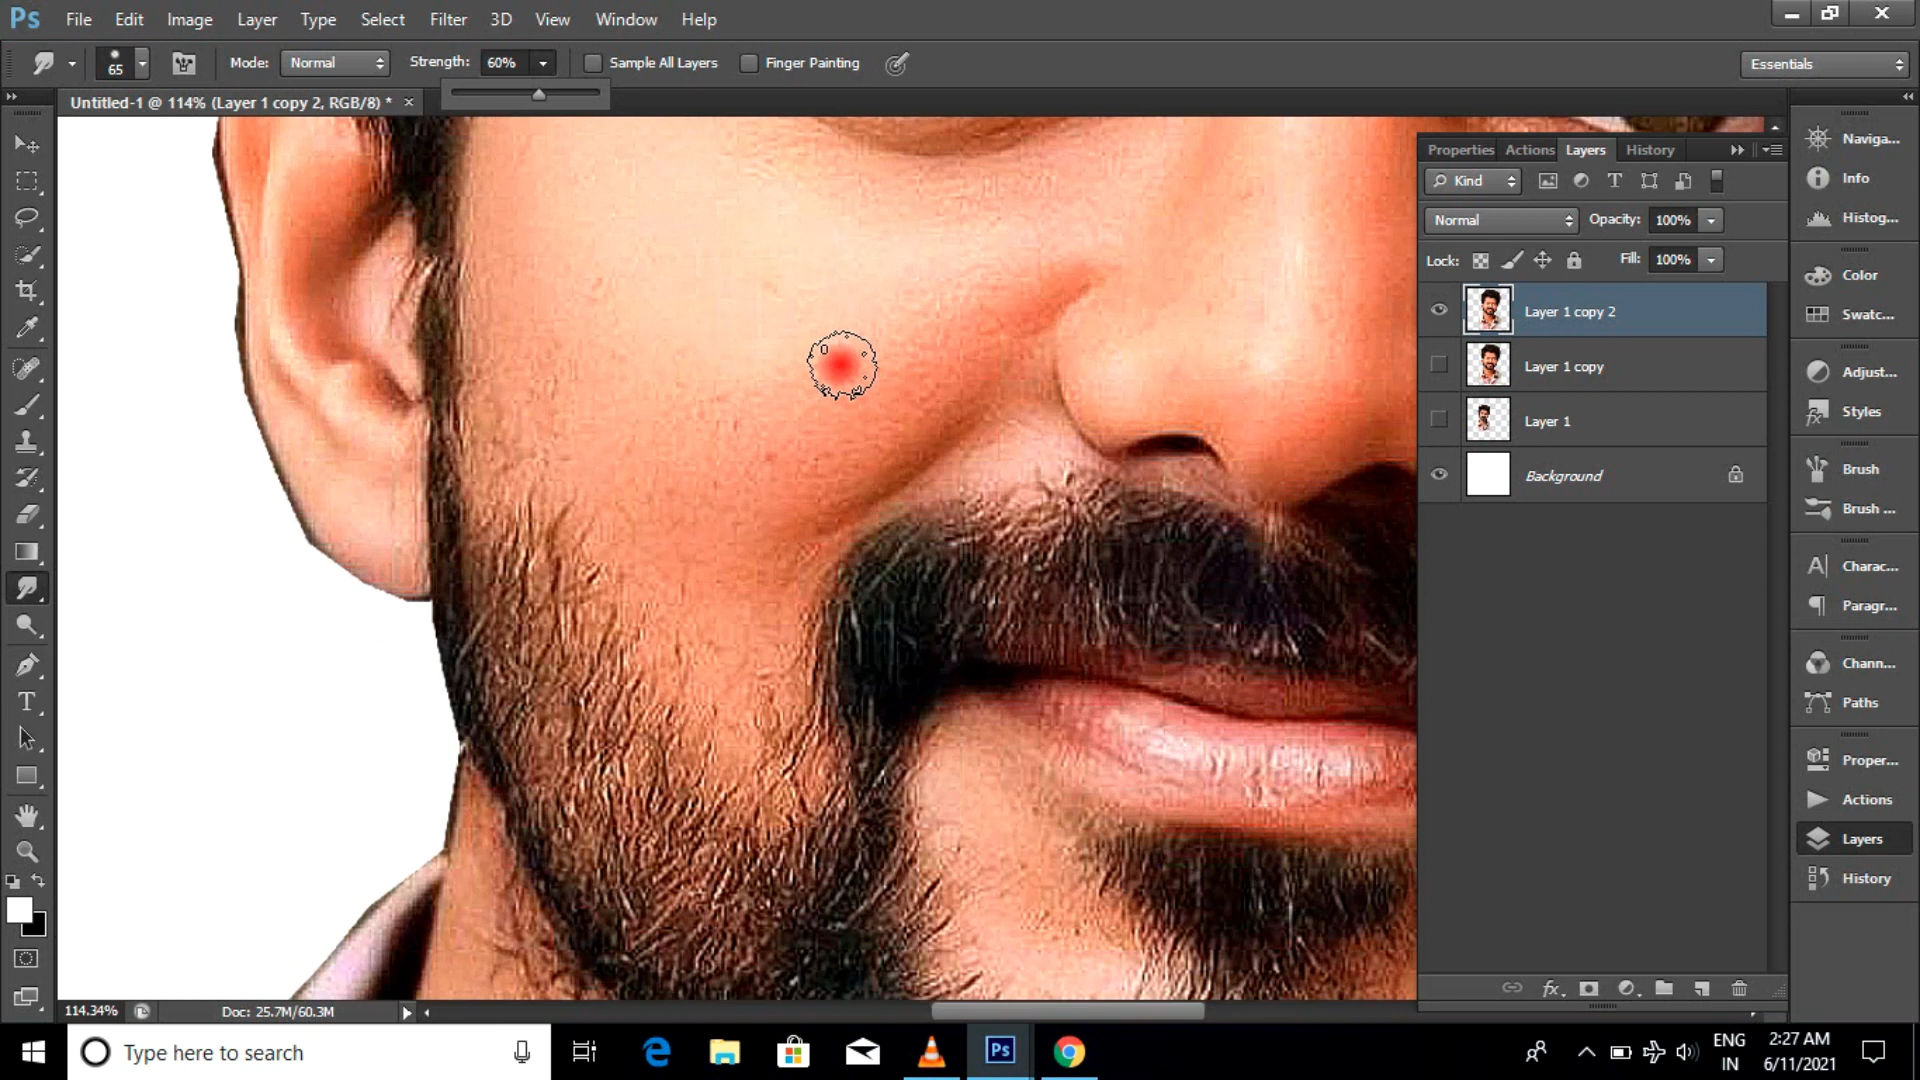 Ps File Edit Image Layer Type Select Filter 3D View Window Help
65 Mode: Normal Strength: 60% Sample All Layers Finger Painting Essentials
Untitled-1 @ 114% (Layer 1 copy 2, RGB/8) * ×
Properties Actions Layers History
Kind
Normal Opacity: 100%
Lock: Fill: 100%
Layer 1 copy 2
Layer 1 copy
Layer 1
Background
Naviga...
Info
Histog...
Color
Swatc...
Adjust...
Styles
Brush
Brush ...
Charac...
Paragr...
Chann...
Paths
Proper...
Actions
Layers
History
114.34% Doc: 25.7M/60.3M
Type here to search
Ps
ENG
IN
2:27 AM
6/11/2021